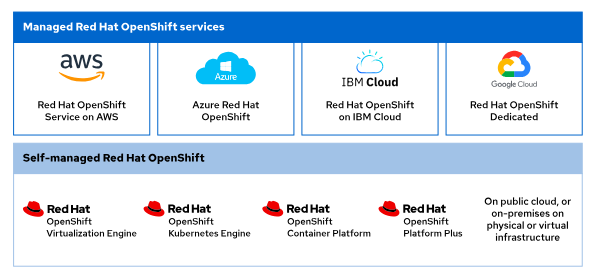 Managed Red Hat OpenShift services
aws
Azure
IBM Cloud
Google Cloud
Red Hat OpenShift
Service on AWS
Azure Red Hat
OpenShift
Red Hat OpenShift
on IBM Cloud
Red Hat OpenShift
Dedicated
Self-managed Red Hat OpenShift
Red Hat
OpenShift
Virtualization Engine
Red Hat
OpenShift
Kubernetes Engine
Red Hat
OpenShift
Container Platform
Red Hat
OpenShift
Platform Plus
On public cloud, or
on-premises on
physical or virtual
infrastructure